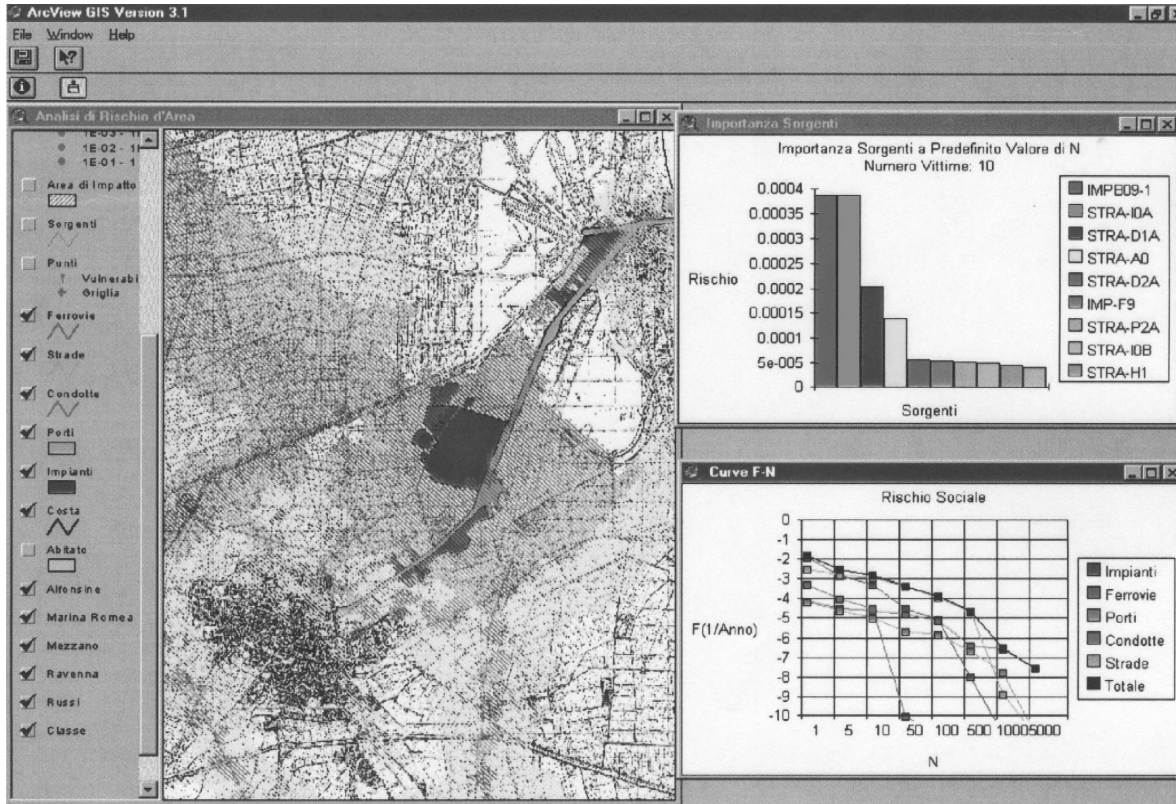 ArcView GIS Version 3.1
File Window Help
Analisi di Rischio d'Area
1E-02 - 1
1E-01 - 1
Area di Impatto
Sorgenti
Punti
Vulnerabi
Griglia
Ferrovie
Strade
Condotte
Porti
Impianti
Costa
Abitato
Alfonsine
Marina Romea
Mezzano
Ravenna
Russi
Classe
Importanza Sorgenti
Importanza Sorgenti a Predefinito Valore di N
Numero Vittime: 10
0.0004
0.00035
0.0003
0.00025
0.0002
0.00015
0.0001
5e-005
0
Rischio
Sorgenti
IMPB09-1
STRA-I0A
STRA-D1A
STRA-A0
STRA-D2A
IMP-F9
STRA-P2A
STRA-I0B
STRA-H1
Curve F-N
Rischio Sociale
0
-1
-2
-3
-4
-5
-6
-7
-8
-9
-10
F(1/Anno)
1 5 10 50 100 500 1000 5000
N
Impianti
Ferrovie
Porti
Condotte
Strade
Totale